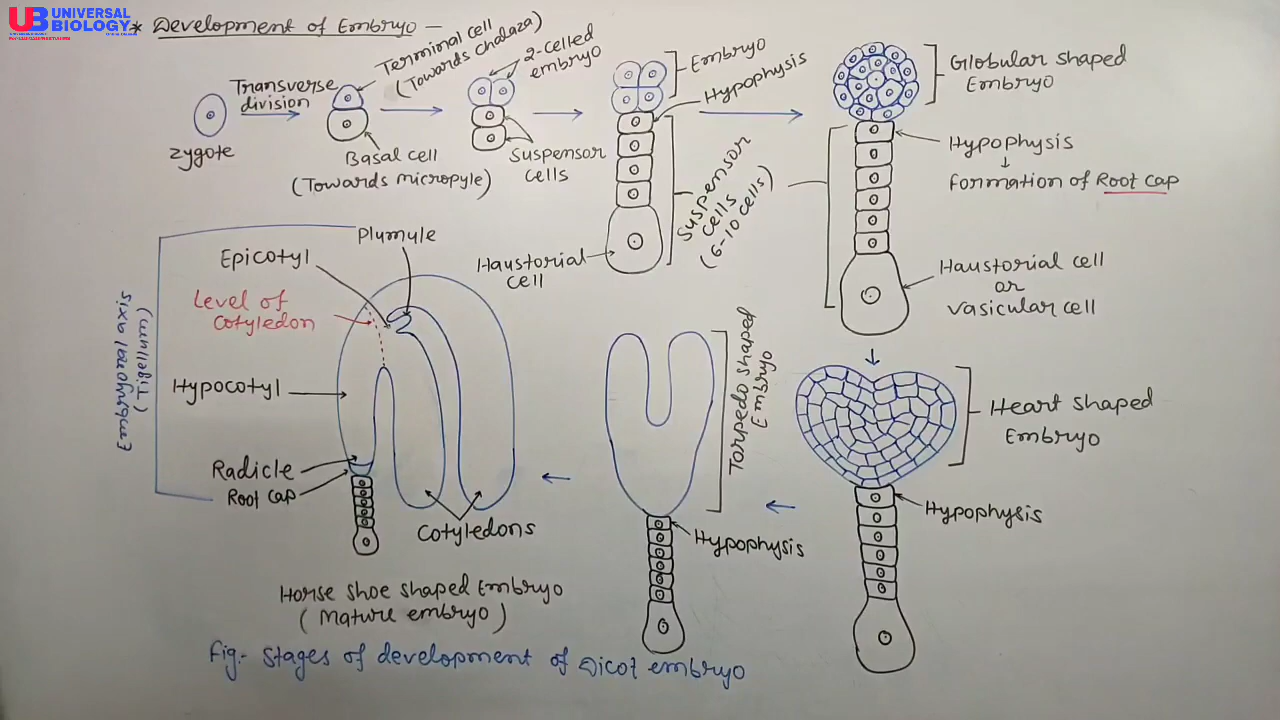 UB UNIVERSAL
BIOLOGY
* Development of Embryo –
Zygote
Transverse
division
Terminal cell
(Towards chalaza)
Basal cell
(Towards micropyle)
2-celled
embryo
Suspensor
cells
Embryo
Hypophysis
Suspensor
cells
(6-10 cells)
Haustorial
cell
Globular shaped
Embryo
Hypophysis
↓
formation of Root cap
Haustorial cell
or
Vasicular cell
Heart shaped
Embryo
Hypophysis
Torpedo shaped
Embryo
Hypophysis
Plumule
Epicotyl
Level of
Cotyledon
Hypocotyl
Radicle
Root cap
Embryonal axis
(Tigellum)
Cotyledons
Horse shoe shaped Embryo
(Mature embryo)
Fig:- Stages of development of Dicot embryo